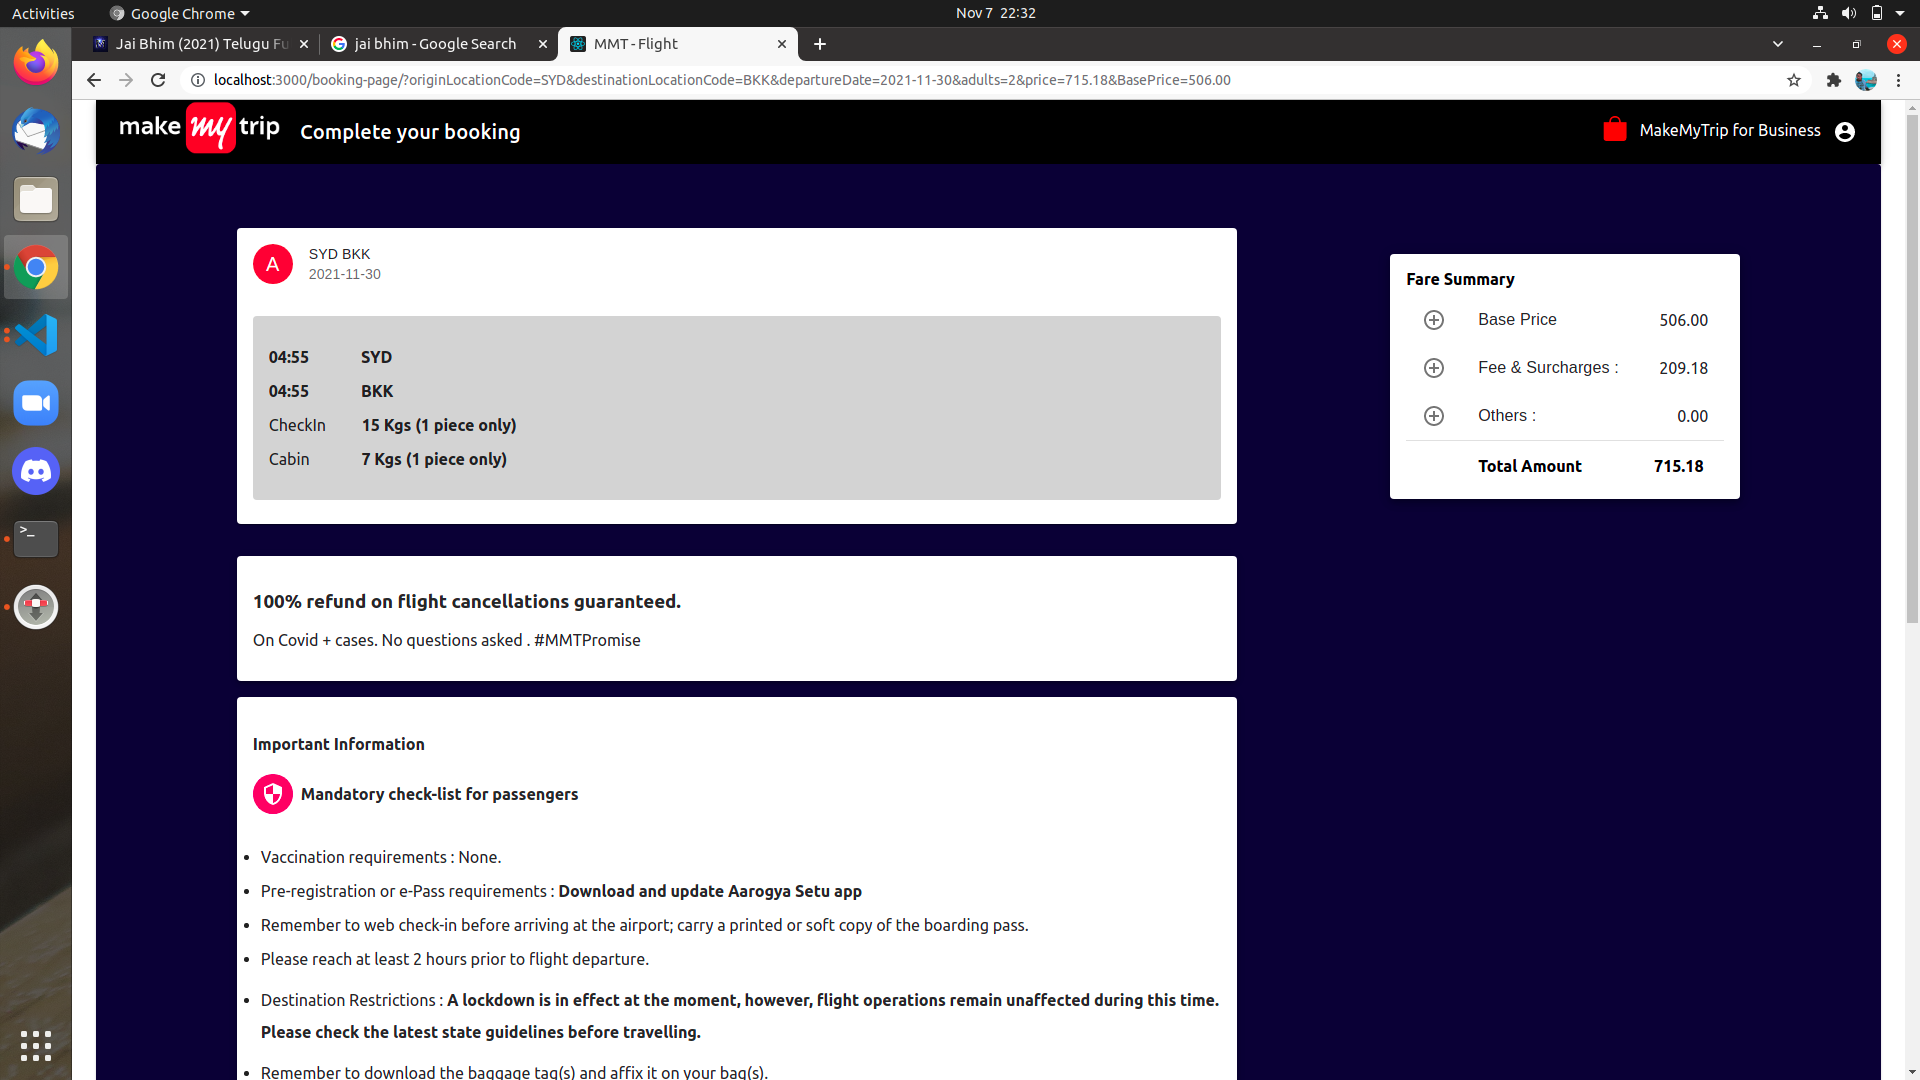 Activities
Google Chrome
Nov 7 22:32
Jai Bhim (2021) Telugu Fu
jai bhim - Google Search
MMT - Flight
localhost:3000/booking-page/?originLocationCode=SYD&destinationLocationCode=BKK&departureDate=2021-11-30&adults=2&price=715.18&BasePrice=506.00
make my trip
Complete your booking
MakeMyTrip for Business
A
SYD BKK
2021-11-30
04:55 SYD
04:55 BKK
CheckIn 15 Kgs (1 piece only)
Cabin 7 Kgs (1 piece only)
Fare Summary
Base Price 506.00
Fee & Surcharges : 209.18
Others : 0.00
Total Amount 715.18
100% refund on flight cancellations guaranteed.
On Covid + cases. No questions asked . #MMTPromise
Important Information
Mandatory check-list for passengers
Vaccination requirements : None.
Pre-registration or e-Pass requirements : Download and update Aarogya Setu app
Remember to web check-in before arriving at the airport; carry a printed or soft copy of the boarding pass.
Please reach at least 2 hours prior to flight departure.
Destination Restrictions : A lockdown is in effect at the moment, however, flight operations remain unaffected during this time.
Please check the latest state guidelines before travelling.
Remember to download the baggage tag(s) and affix it on your bag(s).